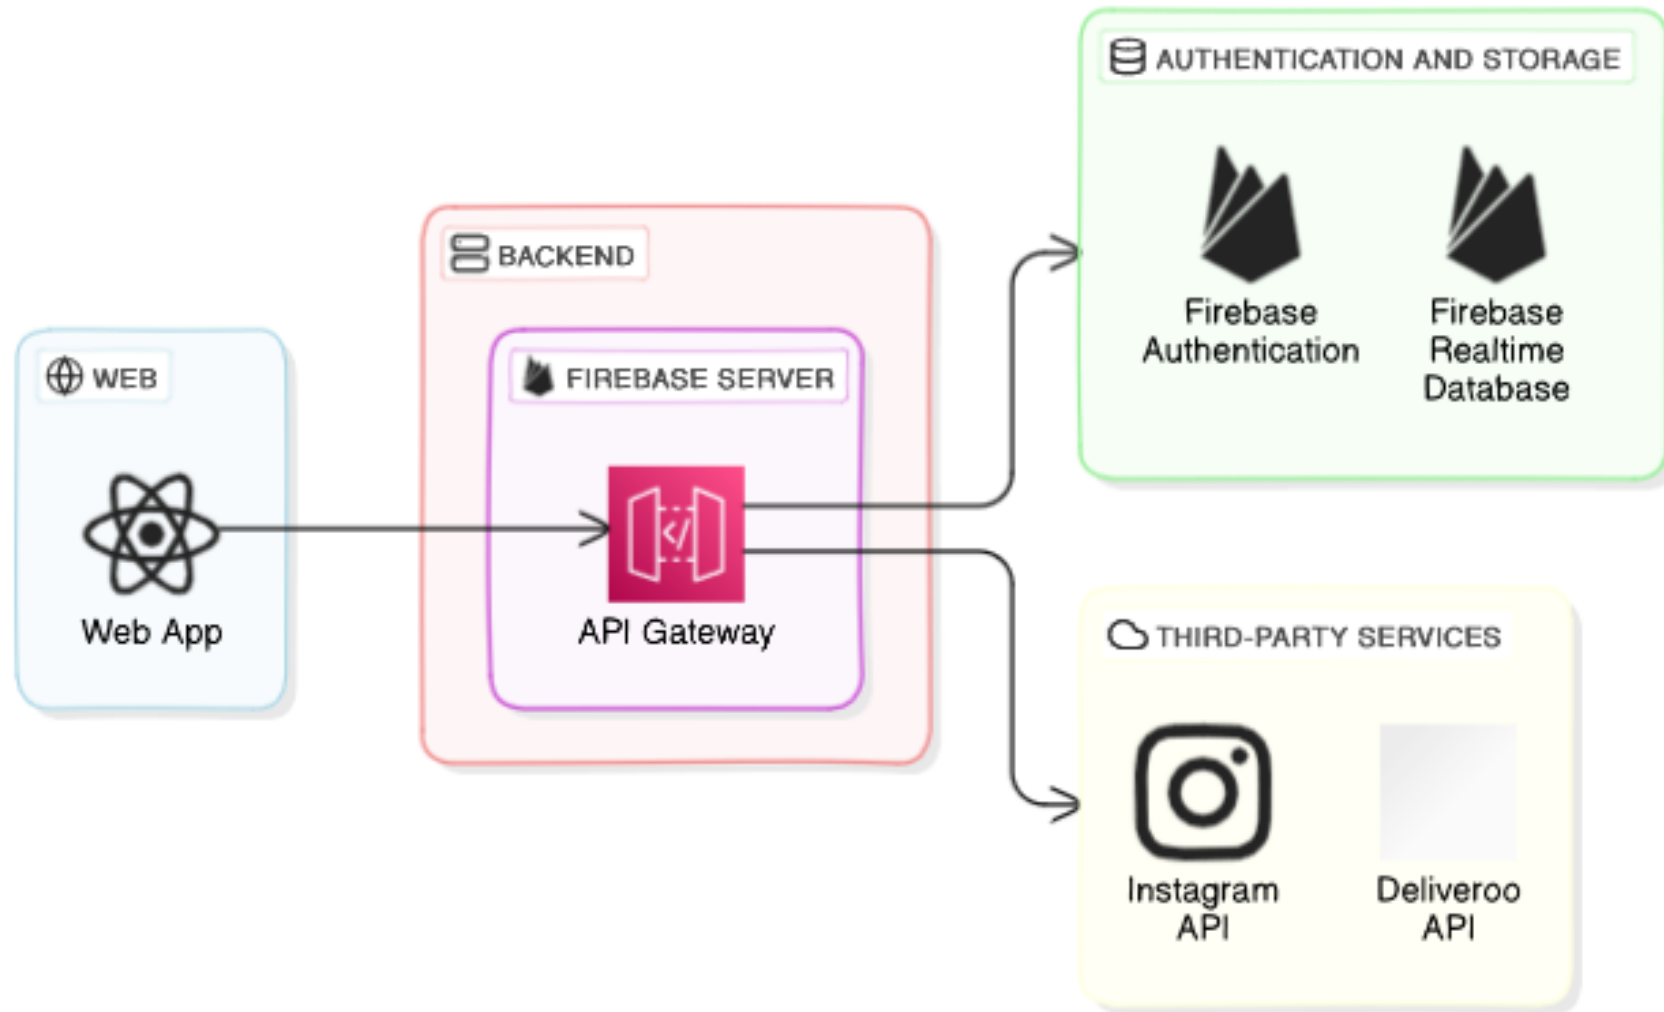 AUTHENTICATION AND STORAGE
Firebase
Authentication
Firebase
Realtime
Database
BACKEND
FIREBASE SERVER
API Gateway
WEB
Web App
THIRD-PARTY SERVICES
Instagram
API
Deliveroo
API